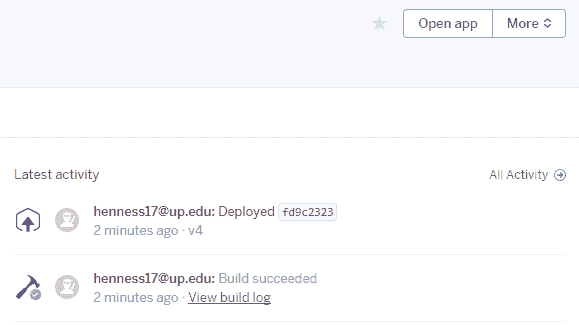 Open app
More
Latest activity
All Activity
henness17@up.edu: Deployed fd9c2323
2 minutes ago · v4
henness17@up.edu: Build succeeded
2 minutes ago · View build log